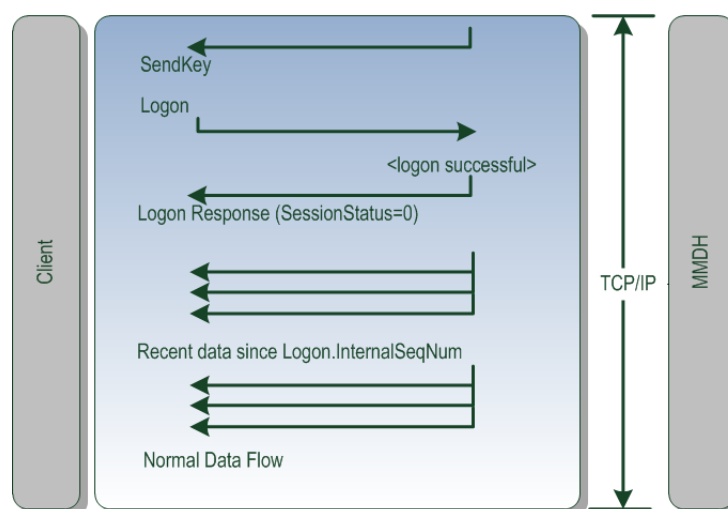 SendKey
Logon
<logon successful>
Logon Response (SessionStatus=0)
Client
TCP/IP
MMDH
Recent data since Logon.InternalSeqNum
Normal Data Flow